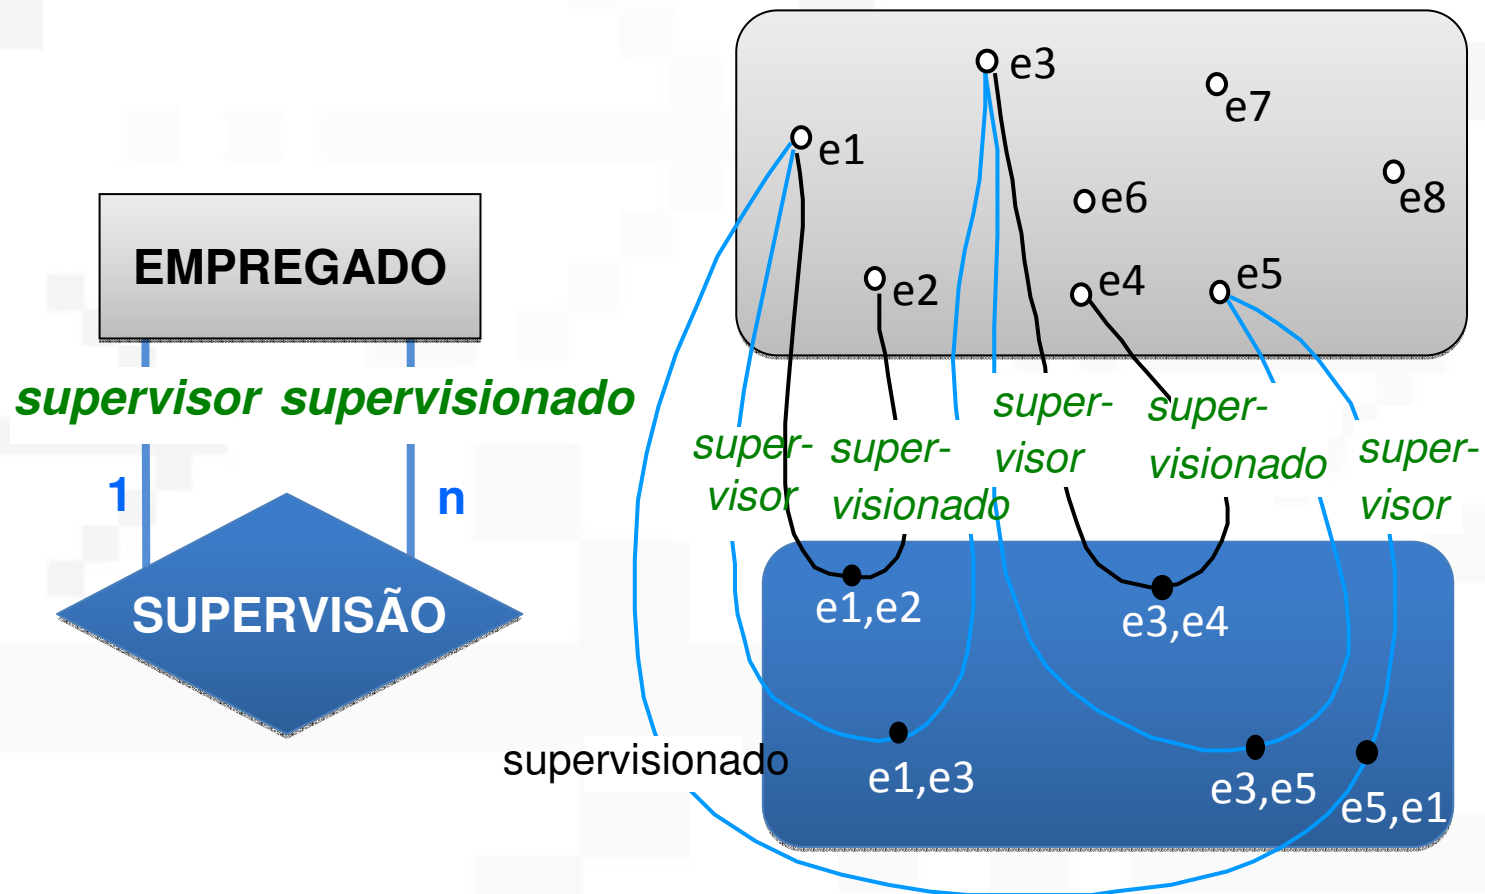 EMPREGADO
supervisor supervisionado
1
n
SUPERVISÃO
e3
e7
e1
e6
e8
e2
e4
e5
super-
visor
super-
visionado
super-
visor
super-
visionado
super-
visor
e1,e2
e3,e4
supervisionado
e1,e3
e3,e5
e5,e1